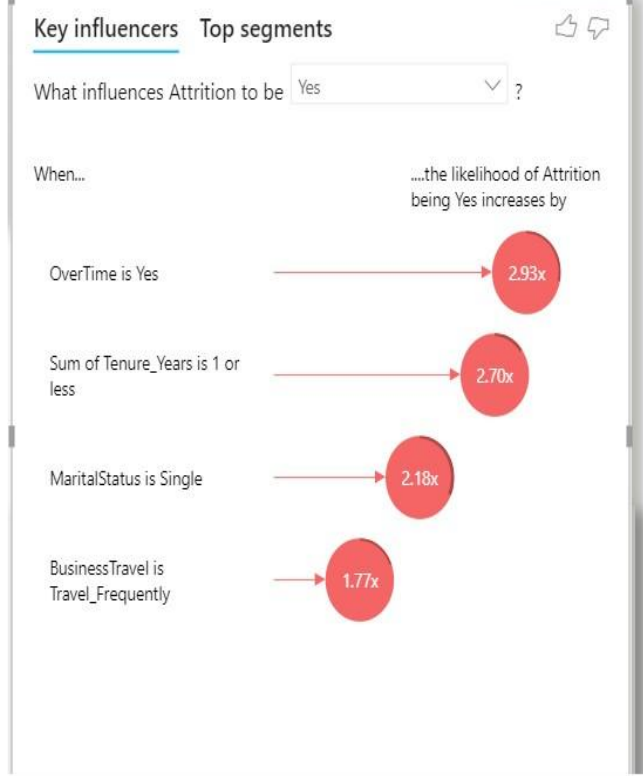 Key influencers Top segments
What influences Attrition to be Yes ?
When...
....the likelihood of Attrition
being Yes increases by
OverTime is Yes
2.93x
Sum of Tenure_Years is 1 or
less
2.70x
MaritalStatus is Single
2.18x
BusinessTravel is
Travel_Frequently
1.77x